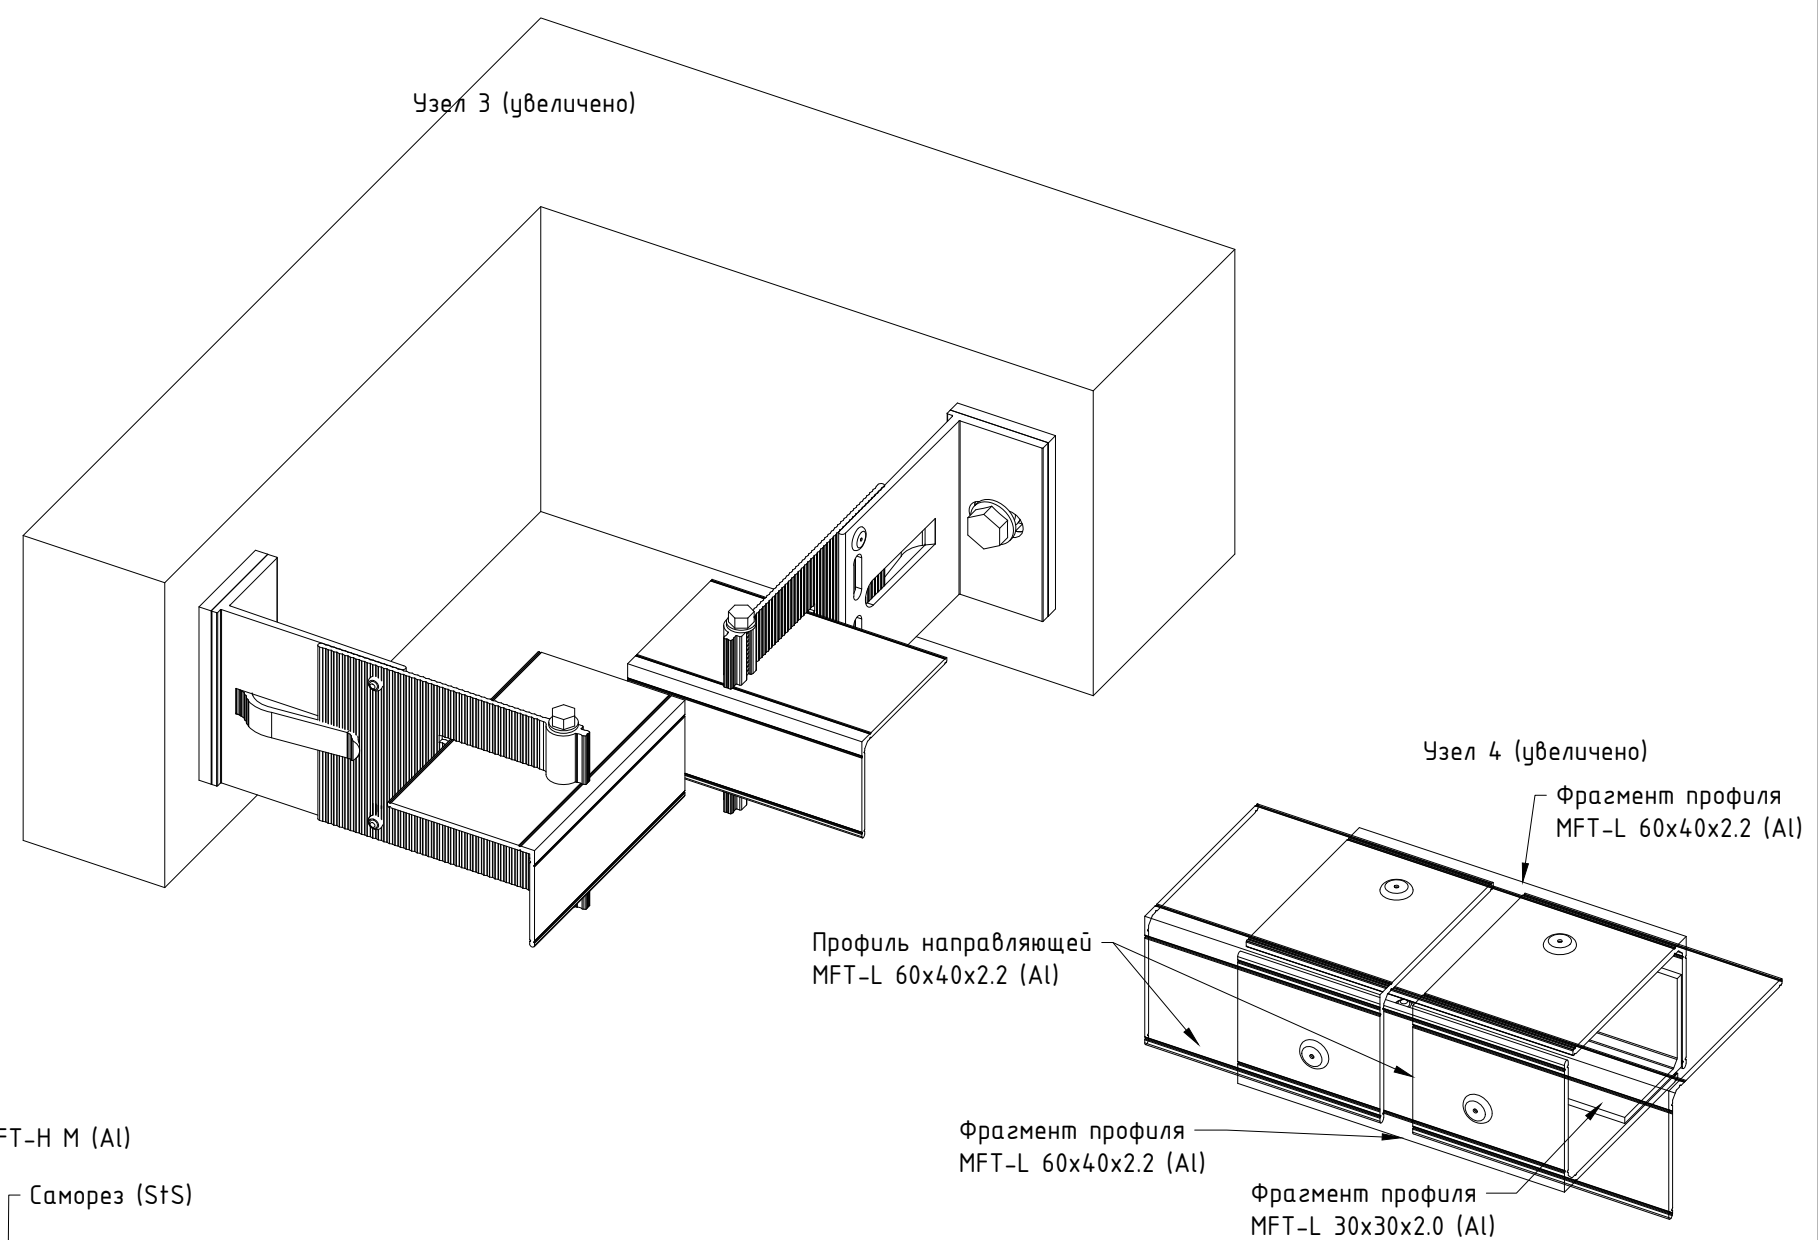 Узел 3 (увеличено)
Узел 4 (увеличено)
Фрагмент профиля
MFT-L 60x40x2.2 (Al)
Профиль направляющей
MFT-L 60x40x2.2 (Al)
Фрагмент профиля
MFT-L 60x40x2.2 (Al)
Фрагмент профиля
MFT-L 30x30x2.0 (Al)
FT-H M (Al)
Саморез (StS)